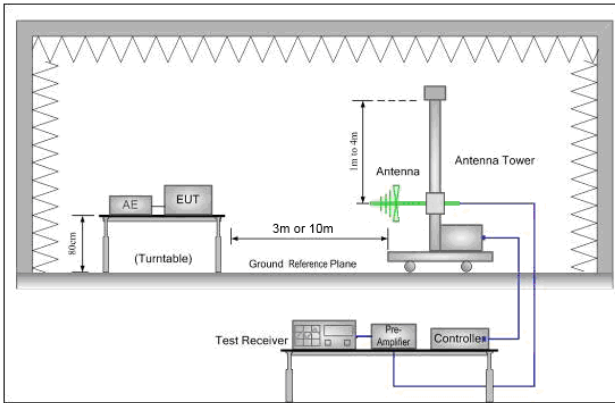 1m to 4m
Antenna
Antenna Tower
AE
EUT
80cm
3m or 10m
(Turntable)
Ground Reference Plane
Test Receiver
Pre-
Amplifier
Controller